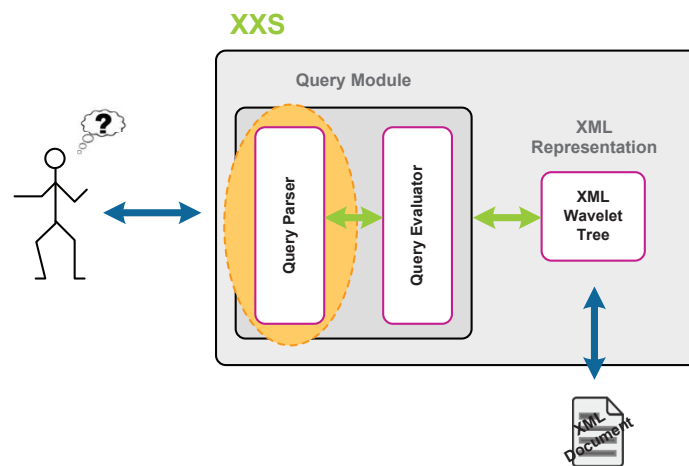 XXS
Query Module
?
XML
Representation
Query Parser
Query Evaluator
XML
Wavelet
Tree
XML
Document